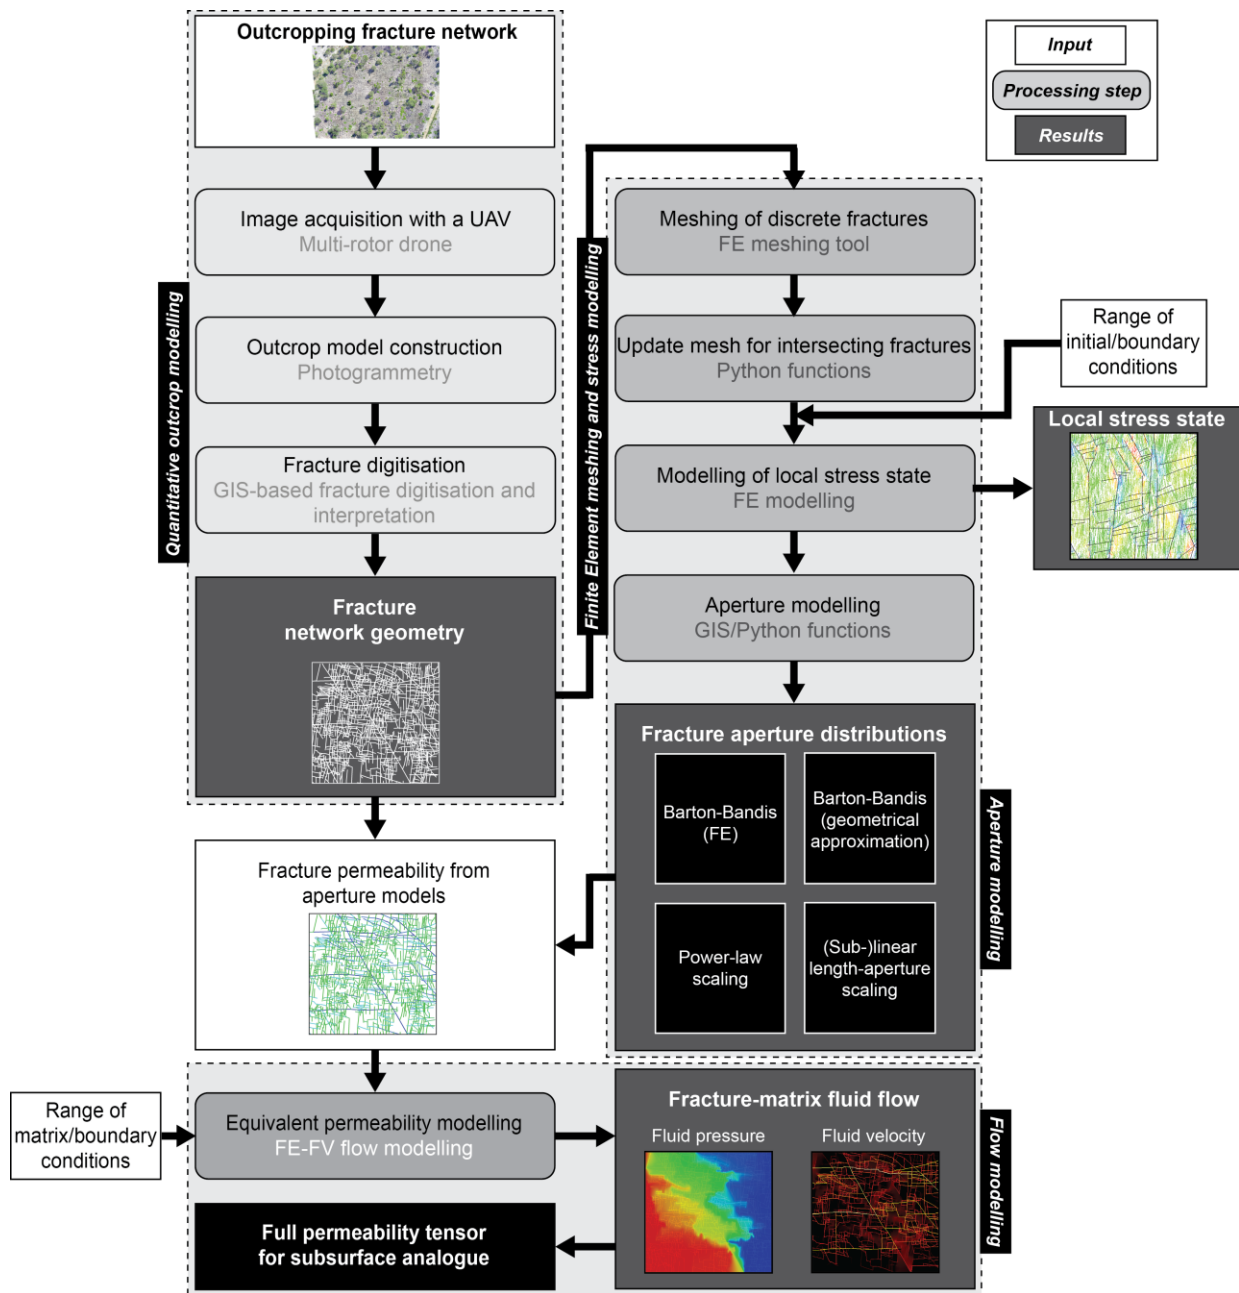 Outcropping fracture network
Input
Processing step
Results
Image acquisition with a UAV
Multi-rotor drone
Outcrop model construction
Photogrammetry
Fracture digitisation
GIS-based fracture digitisation and
interpretation
Fracture
network geometry
Quantitative outcrop modelling
Finite Element meshing and stress modelling
Meshing of discrete fractures
FE meshing tool
Update mesh for intersecting fractures
Python functions
Range of
initial/boundary
conditions
Modelling of local stress state
FE modelling
Local stress state
Aperture modelling
GIS/Python functions
Fracture aperture distributions
Barton-Bandis
(FE)
Barton-Bandis
(geometrical
approximation)
Power-law
scaling
(Sub-)linear
length-aperture
scaling
Aperture modelling
Fracture permeability from
aperture models
Range of
matrix/boundary
conditions
Equivalent permeability modelling
FE-FV flow modelling
Fracture-matrix fluid flow
Fluid pressure
Fluid velocity
Flow modelling
Full permeability tensor
for subsurface analogue